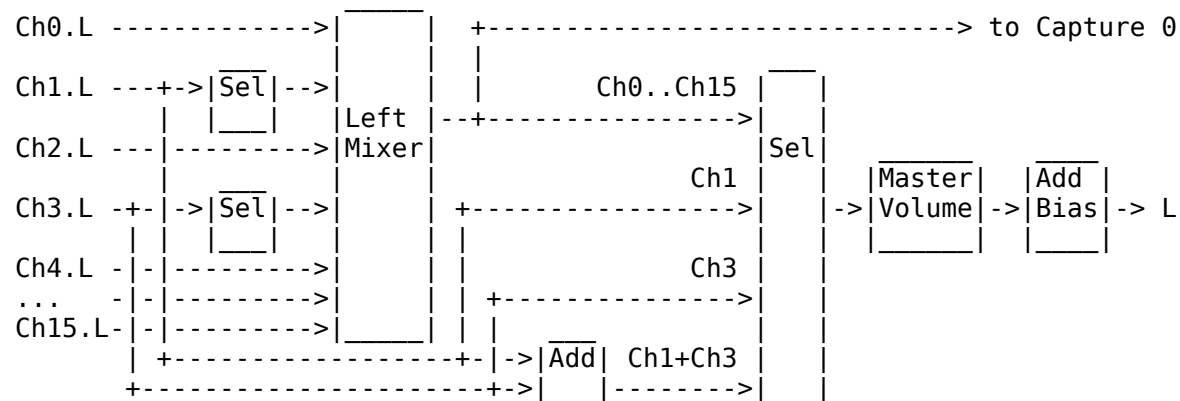 Ch0.L to Capture 0
Ch1.L Sel Ch0..Ch15
Left
Ch2.L Mixer Sel
Ch1 Master Add
Ch3.L Sel Volume Bias L
Ch4.L Ch3
...
Ch15.L
Add Ch1+Ch3